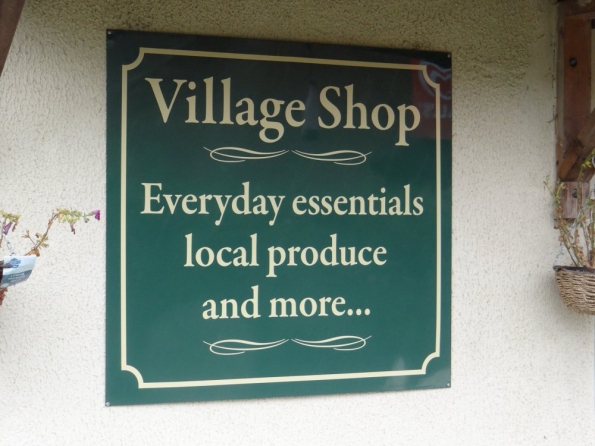 Village Shop
Everyday essentials
local produce
and more...